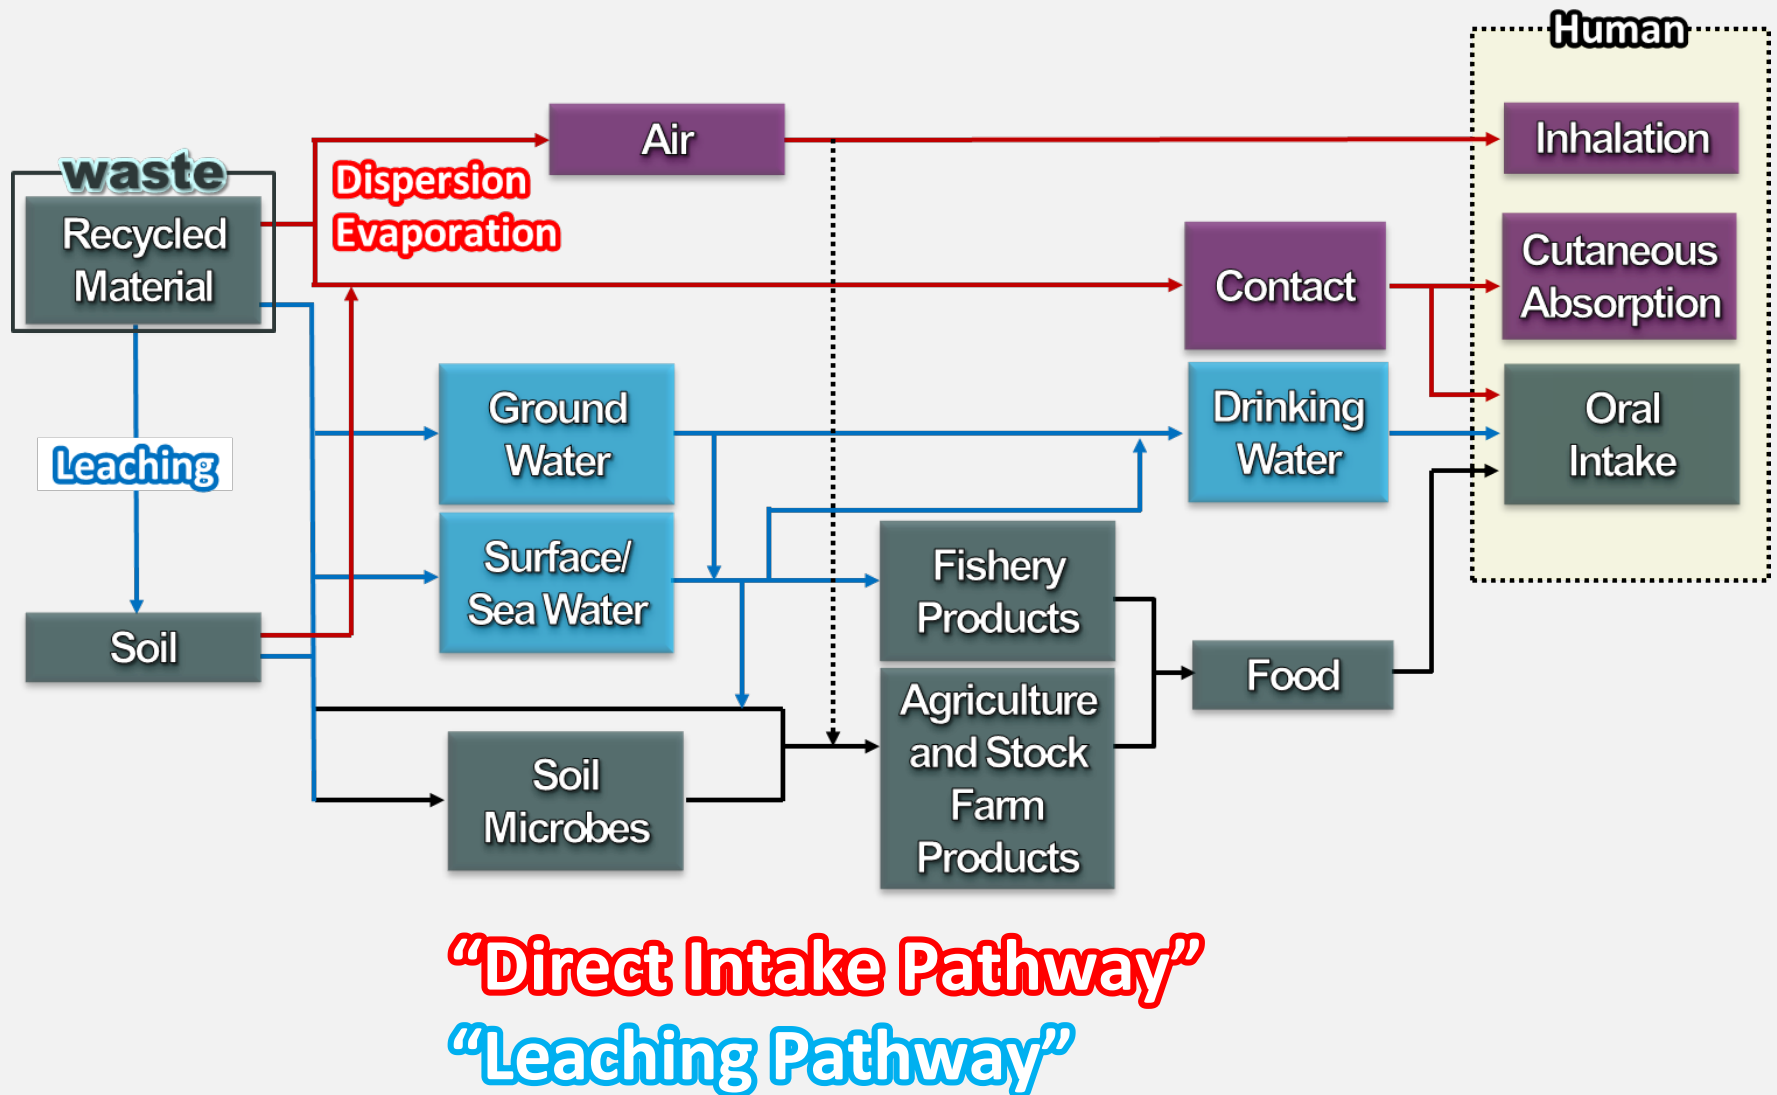 Human
Air
Inhalation
waste
Dispersion
Evaporation
Recycled
Material
Contact
Cutaneous
Absorption
Leaching
Ground
Water
Drinking
Water
Oral
Intake
Surface/
Sea Water
Fishery
Products
Soil
Food
Agriculture
and Stock
Farm
Products
Soil
Microbes
“Direct Intake Pathway”
“Leaching Pathway”